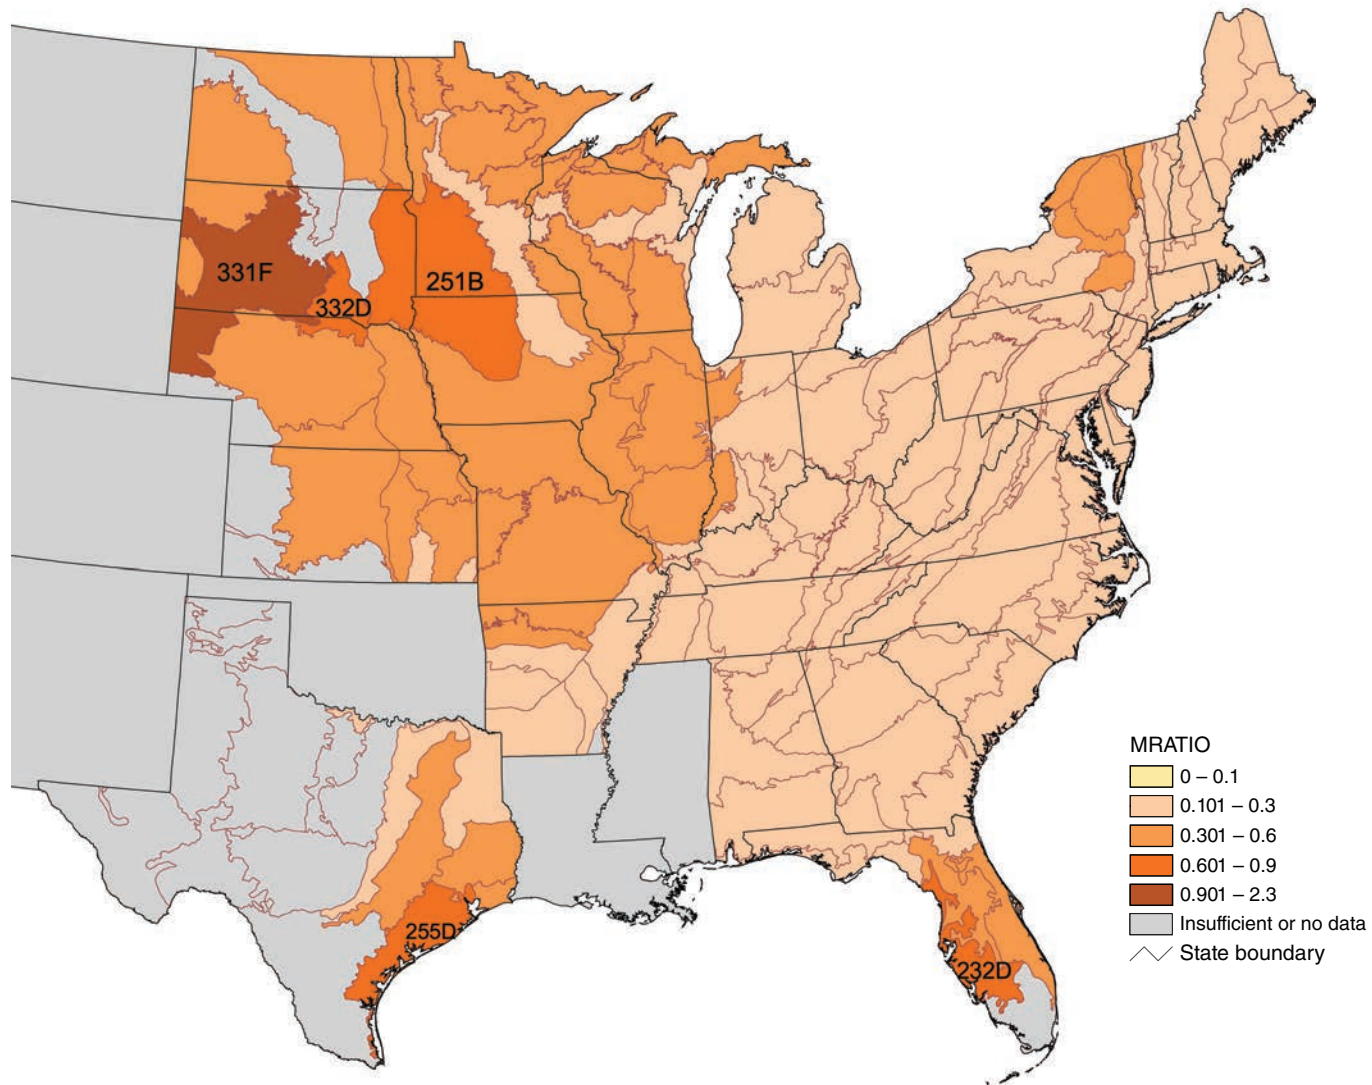 331F
251B
332D
255D
232D
MRATIO
0 – 0.1
0.101 – 0.3
0.301 – 0.6
0.601 – 0.9
0.901 – 2.3
Insufficient or no data
State boundary